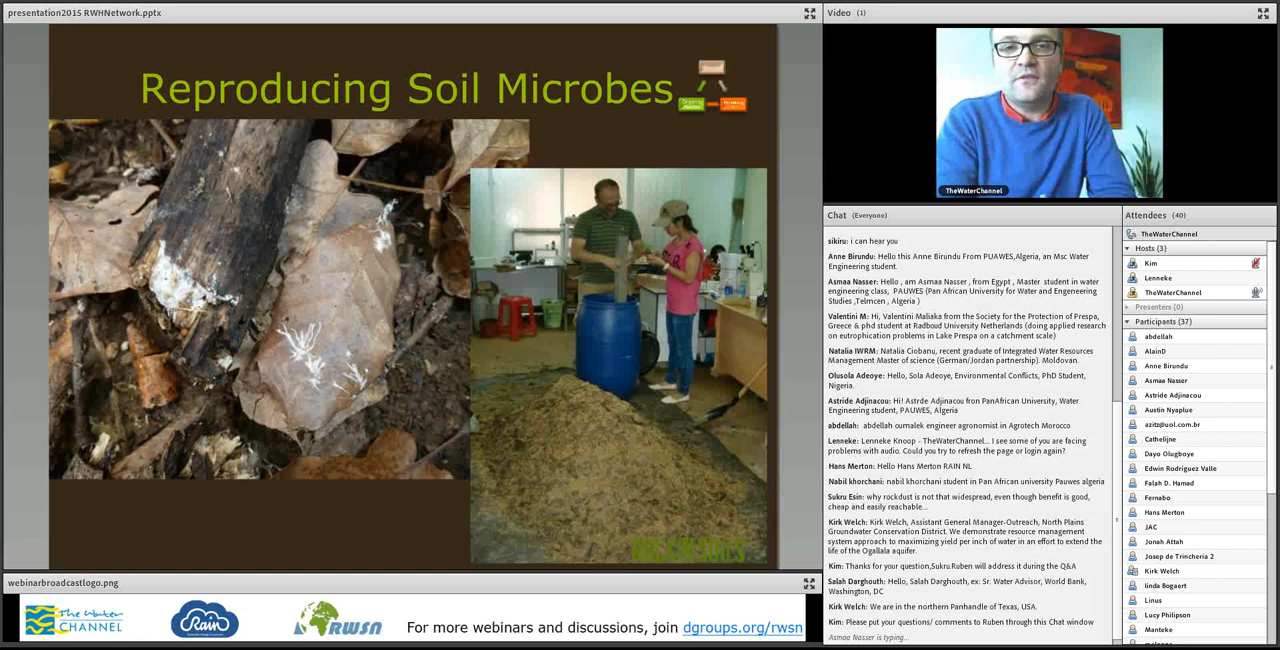 presentation2015 RWHNetwork.pptx
Reproducing Soil Microbes
webinarbroadcastlogo.png
The Water
CHANNEL
Rain
RWSN
For more webinars and discussions, join dgroups.org/rwsn
Video (1)
TheWaterChannel
Chat (Everyone)
sikiru: i can hear you
Anne Birundu: Hello this Anne Birundu From PUAWES,Algeria, an Msc Water
Engineering student.
Asmaa Nasser: Hello , am Asmaa Nasser , from Egypt , Master student in water
engineering class, PAUWES (Pan African University for Water and Engeneering
Studies ,Telmcen , Algeria )
Valentini M: Hi, Valentini Maliaka from the Society for the Protection of Prespa,
Greece & phd student at Radboud University Netherlands (doing applied research
on eutrophication problems in Lake Prespa on a catchment scale)
Natalia IWRM: Natalia Ciobanu, recent graduate of Integrated Water Resources
Management Master of science (German/Jordan partnership). Moldovan.
Olusola Adeoye: Hello, Sola Adeoye, Environmental Conflicts, PhD Student,
Nigeria.
Astride Adjinacou: Hi! Astrde Adjinacou fron PanAfrican University, Water
Engineering student, PAUWES, Algeria
abdellah: abdellah oumalek engineer agronomist in Agrotech Morocco
Lenneke: Lenneke Knoop - TheWaterChannel... I see some of you are facing
problems with audio. Could you try to refresh the page or login again?
Hans Merton: Hello Hans Merton RAIN NL
Nabil khorchani: nabil khorchani student in Pan African university Pauwes algeria
Sukru Esin: why rockdust is not that widespread, even though benefit is good,
cheap and easily reachable...
Kirk Welch: Kirk Welch, Assistant General Manager-Outreach, North Plains
Groundwater Conservation District. We demonstrate resource management
system approach to maximizing yield per inch of water in an effort to extend the
life of the Ogallala aquifer.
Kim: Thanks for your question,Sukru.Ruben will address it during the Q&A
Salah Darghouth: Hello, Salah Darghouth, ex: Sr. Water Advisor, World Bank,
Washington, DC
Kirk Welch: We are in the northern Panhandle of Texas, USA.
Kim: Please put your questions/ comments to Ruben through this Chat window
Asmaa Nasser is typing...
Attendees (40)
TheWaterChannel
Hosts (3)
Kim
Lenneke
TheWaterChannel
Presenters (0)
Participants (37)
abdellah
AlainD
Anne Birundu
Asmaa Nasser
Astride Adjinacou
Austin Nyaplue
azitz@uol.com.br
Cathelijne
Dayo Olugboye
Edwin Rodríguez Valle
Falah D. Hamad
Fernabo
Hans Merton
JAC
Jonah Attah
Josep de Trincheria 2
Kirk Welch
linda Bogaert
Linus
Lucy Philipson
Manteke